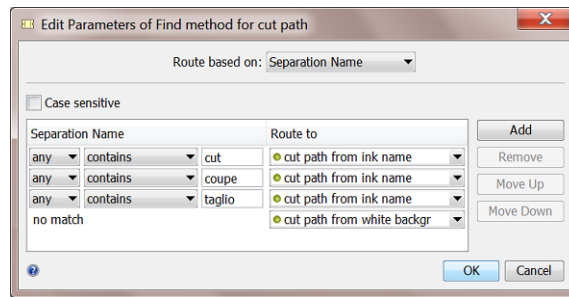 Edit Parameters of Find method for cut path
Route based on: Separation Name
Case sensitive
Separation Name Route to
any contains cut cut path from ink name
any contains coupe cut path from ink name
any contains taglio cut path from ink name
no match cut path from white backgr
Add
Remove
Move Up
Move Down
? OK Cancel